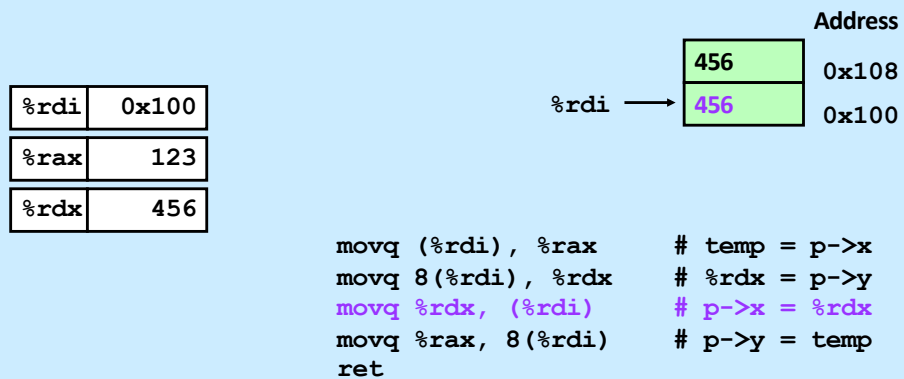 Address
456 0x108
%rdi 456 0x100
%rdi 0x100
%rax 123
%rdx 456
movq (%rdi), %rax # temp = p->x
movq 8(%rdi), %rdx # %rdx = p->y
movq %rdx, (%rdi) # p->x = %rdx
movq %rax, 8(%rdi) # p->y = temp
ret